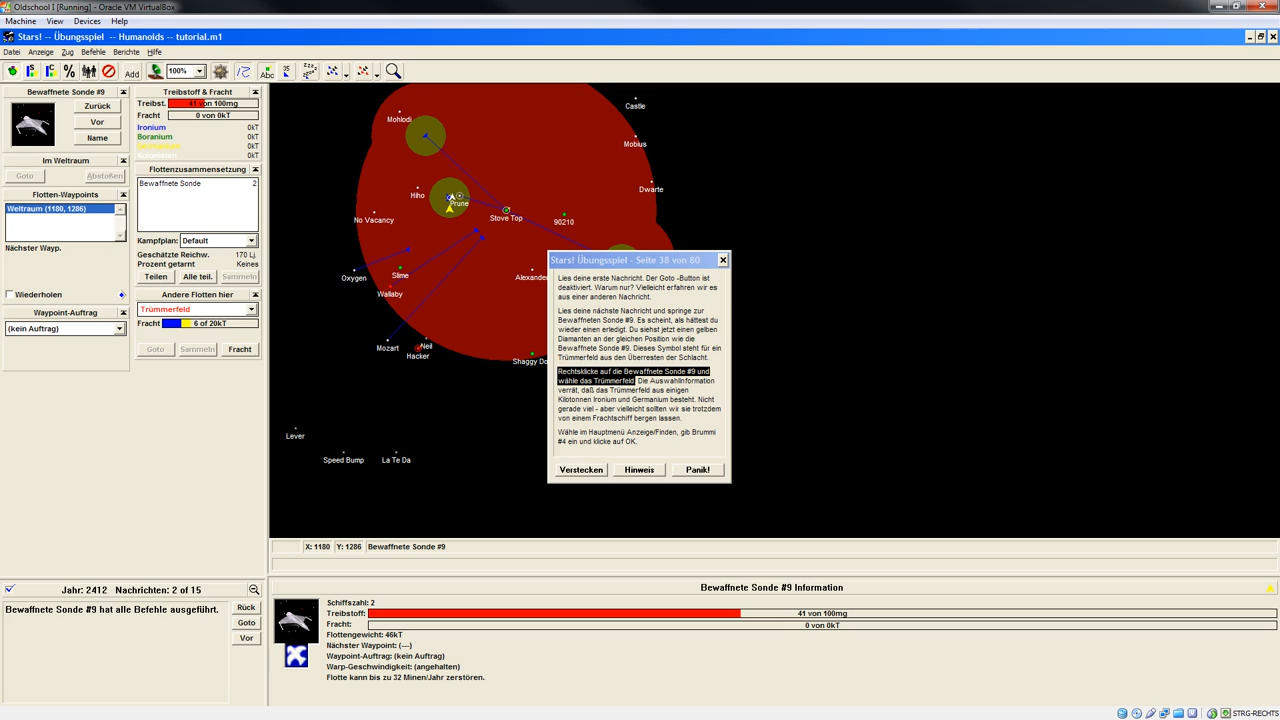 Oldschool I [Running] - Oracle VM VirtualBox
Machine View Devices Help
Stars! -- Übungsspiel -- Humanoids -- tutorial.m1
Datei Anzeige Zug Befehle Berichte Hilfe
Add 100% Abc 35
Bewaffnete Sonde #9
Zurück
Vor
Name
Im Weltraum
Goto Abstoßen
Flotten-Waypoints
Weltraum (1180, 1286)
Nächster Wayp.
Wiederholen
Waypoint-Auftrag
(kein Auftrag)
Treibstoff & Fracht
Treibst. 41 von 100mg
Fracht 0 von 0kT
Ironium 0kT
Boranium 0kT
Germanium 0kT
Flottenzusammensetzung
Bewaffnete Sonde 2
Kampfplan: Default
Geschätzte Reichw. 170 Lj.
Prozent getarnt Keines
Teilen Alle teil. Sammeln
Andere Flotten hier
Trümmerfeld
Fracht 6 of 20kT
Goto Sammeln Fracht
Castle
Mohlodi
Mobius
Dwarte
Hiho
Prune
No Vacancy
Stove Top
90210
Oxygen
Slime
Alexander
Wallaby
Mozart
Neil
Hacker
Shaggy Do
Lever
Speed Bump
La Te Da
Stars! Übungsspiel - Seite 38 von 80
Lies deine erste Nachricht. Der Goto -Button ist
deaktiviert. Warum nur? Vielleicht erfahren wir es
aus einer anderen Nachricht.
Lies deine nächste Nachricht und springe zur
Bewaffneten Sonde #9. Es scheint, als hättest du
wieder einen erledigt. Du siehst jetzt einen gelben
Diamanten an der gleichen Position wie die
Bewaffnete Sonde #9. Dieses Symbol steht für ein
Trümmerfeld aus den Überresten der Schlacht.
Rechtsklicke auf die Bewaffnete Sonde #9 und
wähle das Trümmerfeld. Die Auswahlinformation
verrät, daß das Trümmerfeld aus einigen
Kilotonnen Ironium und Germanium besteht. Nicht
gerade viel - aber vielleicht sollten wir sie trotzdem
von einem Frachtschiff bergen lassen.
Wähle im Hauptmenü Anzeige/Finden, gib Brummi
#4 ein und klicke auf OK.
Verstecken Hinweis Panik!
X: 1180 Y: 1286 Bewaffnete Sonde #9
Jahr: 2412 Nachrichten: 2 of 15
Bewaffnete Sonde #9 hat alle Befehle ausgeführt.
Rück
Goto
Vor
Bewaffnete Sonde #9 Information
Schiffszahl: 2
Treibstoff: 41 von 100mg
Fracht: 0 von 0kT
Flottengewicht: 46kT
Nächster Waypoint: (---)
Waypoint-Auftrag: (kein Auftrag)
Warp-Geschwindigkeit: (angehalten)
Flotte kann bis zu 32 Minen/Jahr zerstören.
STRG-RECHTS